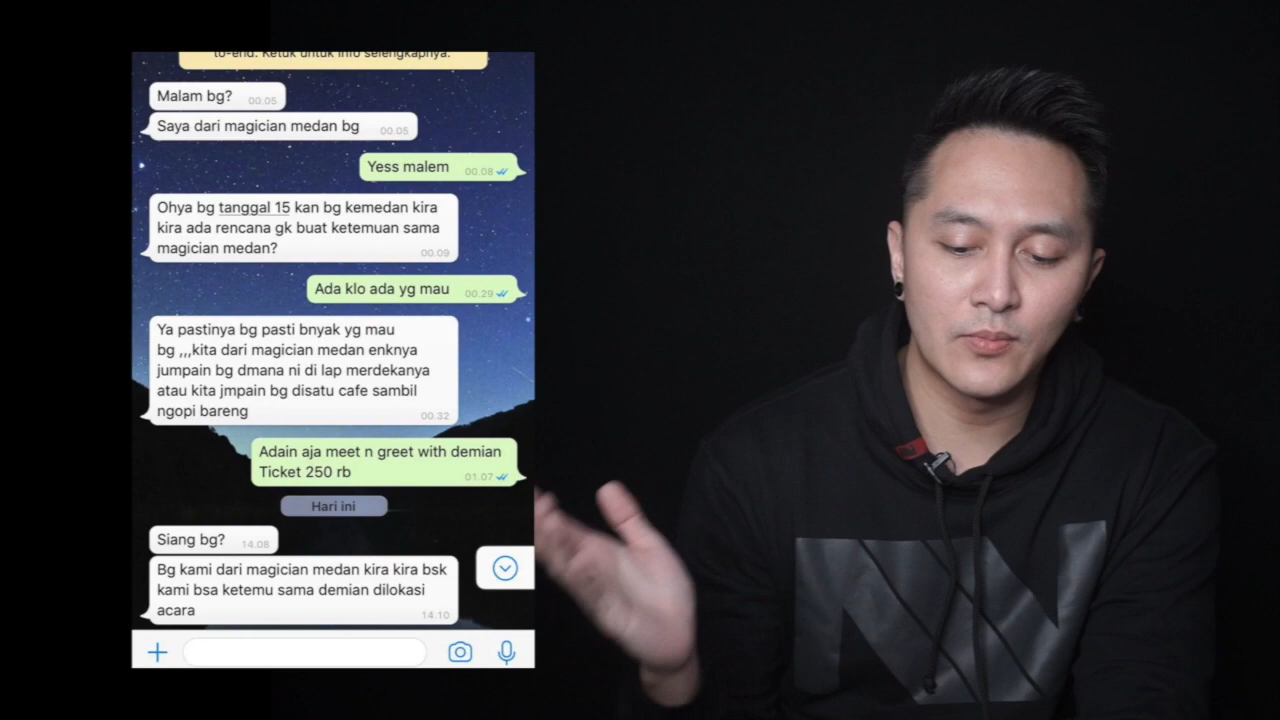 to-end. Ketuk untuk info selengkapnya.
Malam bg? 00.05
Saya dari magician medan bg 00.05
Yess malem 00.08
Ohya bg tanggal 15 kan bg kemedan kira
kira ada rencana gk buat ketemuan sama
magician medan? 00.09
Ada klo ada yg mau 00.29
Ya pastinya bg pasti bnyak yg mau
bg ,,,kita dari magician medan enknya
jumpain bg dmana ni di lap merdekanya
atau kita jmpain bg disatu cafe sambil
ngopi bareng 00.32
Adain aja meet n greet with demian
Ticket 250 rb 01.07
Hari ini
Siang bg? 14.08
Bg kami dari magician medan kira kira bsk
kami bsa ketemu sama demian dilokasi
acara 14.10